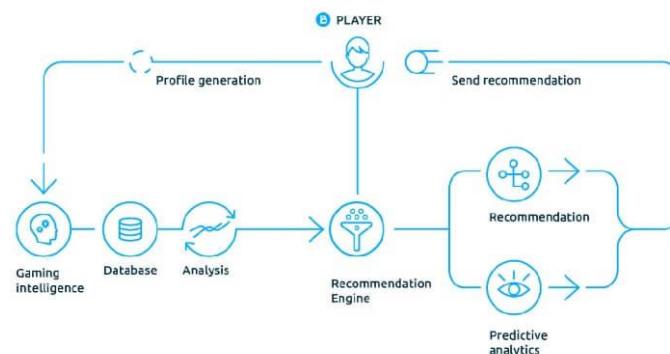 B PLAYER
Profile generation
Send recommendation
Gaming
intelligence
Database
Analysis
Recommendation
Engine
Recommendation
Predictive
analytics